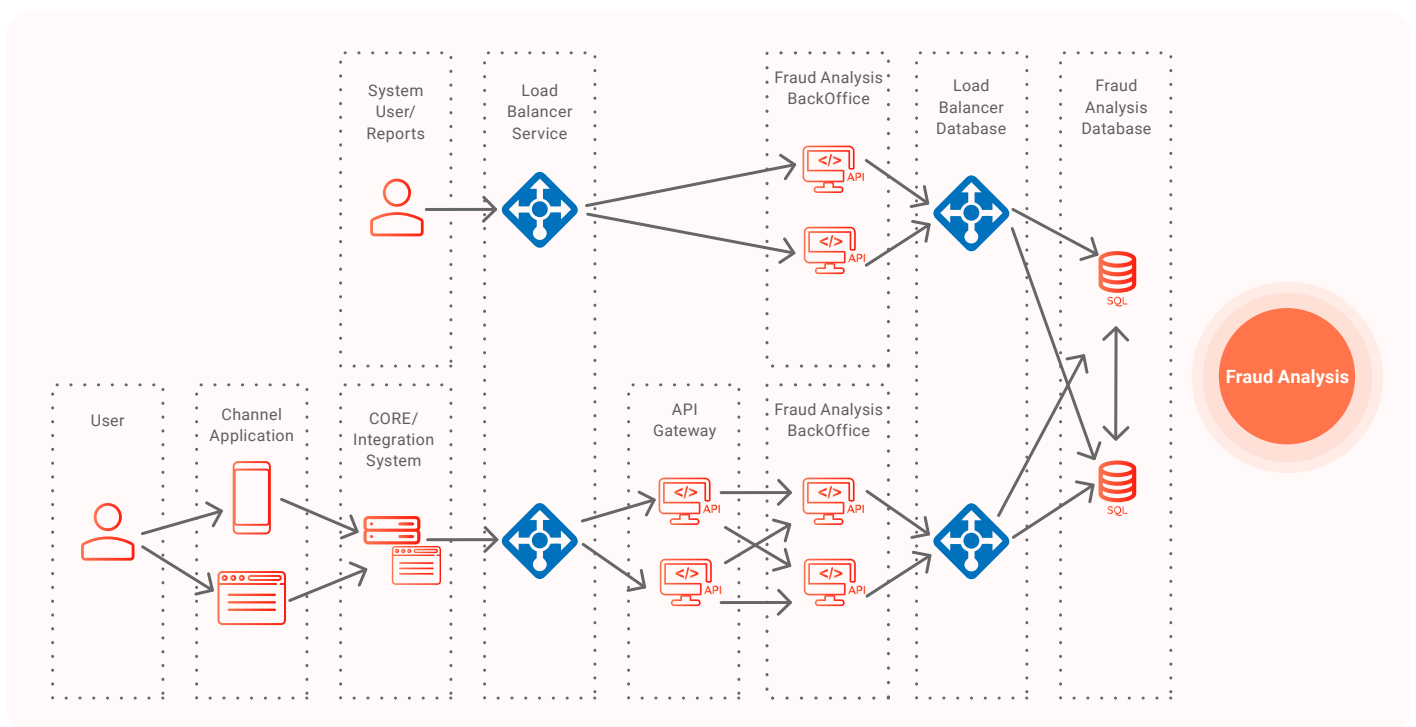 System
User/
Reports
Load
Balancer
Service
Fraud Analysis
BackOffice
Load
Balancer
Database
Fraud
Analysis
Database
</>
API
</>
API
SQL
Fraud Analysis
User
Channel
Application
CORE/
Integration
System
API
Gateway
Fraud Analysis
BackOffice
</>
API
</>
API
</>
API
</>
API
SQL